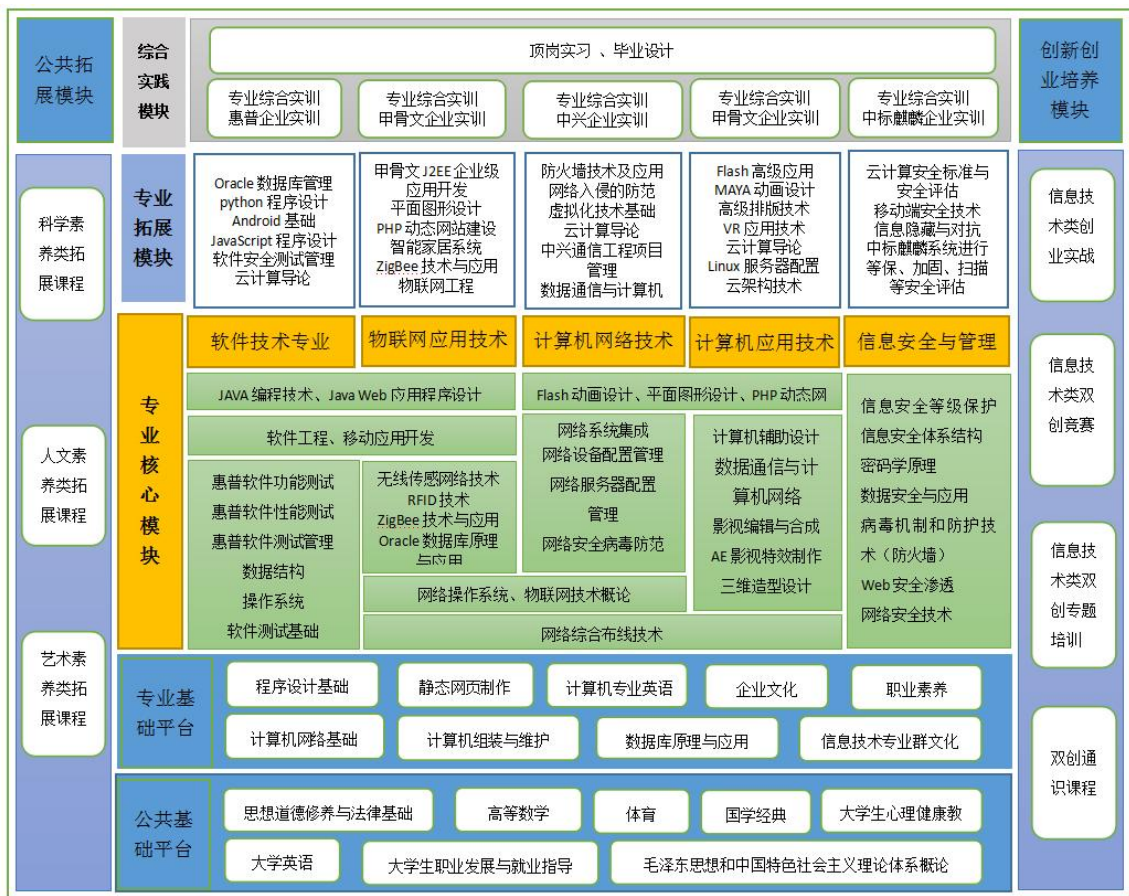 公共拓
展模块
科学素
养类拓
展课程
人文素
养类拓
展课程
艺术素
养类拓
展课程
综合
实践
模块
顶岗实习 、毕业设计
专业综合实训
惠普企业实训
专业综合实训
甲骨文企业实训
专业综合实训
中兴企业实训
专业综合实训
甲骨文企业实训
专业综合实训
中标麒麟企业实训
专业
拓展
模块
Oracle 数据库管理
python 程序设计
Android 基础
JavaScript 程序设计
软件安全测试管理
云计算导论
甲骨文 J2EE 企业级
应用开发
平面图形设计
PHP 动态网站建设
智能家居系统
ZigBee 技术与应用
物联网工程
防火墙技术及应用
网络入侵的防范
虚拟化技术基础
云计算导论
中兴通信工程项目
管理
数据通信与计算机
Flash 高级应用
MAYA 动画设计
高级排版技术
VR 应用技术
云计算导论
Linux 服务器配置
云架构技术
云计算安全标准与
安全评估
移动端安全技术
信息隐藏与对抗
中标麒麟系统进行
等保、加固、扫描
等安全评估
专
业
核
心
模
块
软件技术专业
物联网应用技术
计算机网络技术
计算机应用技术
信息安全与管理
JAVA 编程技术、Java Web 应用程序设计
Flash 动画设计、平面图形设计、PHP 动态网
软件工程、移动应用开发
惠普软件功能测试
惠普软件性能测试
惠普软件测试管理
数据结构
操作系统
软件测试基础
无线传感网络技术
RFID 技术
ZigBee 技术与应用
Oracle 数据库原理
与应用
网络系统集成
网络设备配置管理
网络服务器配置
管理
网络安全病毒防范
计算机辅助设计
数据通信与计
算机网络
影视编辑与合成
AE 影视特效制作
三维造型设计
信息安全等级保护
信息安全体系结构
密码学原理
数据安全与应用
病毒机制和防护技
术（防火墙）
Web 安全渗透
网络安全技术
网络操作系统、物联网技术概论
网络综合布线技术
专业基
础平台
程序设计基础
静态网页制作
计算机专业英语
企业文化
职业素养
计算机网络基础
计算机组装与维护
数据库原理与应用
信息技术专业群文化
公共基
础平台
思想道德修养与法律基础
高等数学
体育
国学经典
大学生心理健康教
大学英语
大学生职业发展与就业指导
毛泽东思想和中国特色社会主义理论体系概论
创新创
业培养
模块
信息技
术类创
业实战
信息技
术类双
创竞赛
信息技
术类双
创专题
培训
双创通
识课程